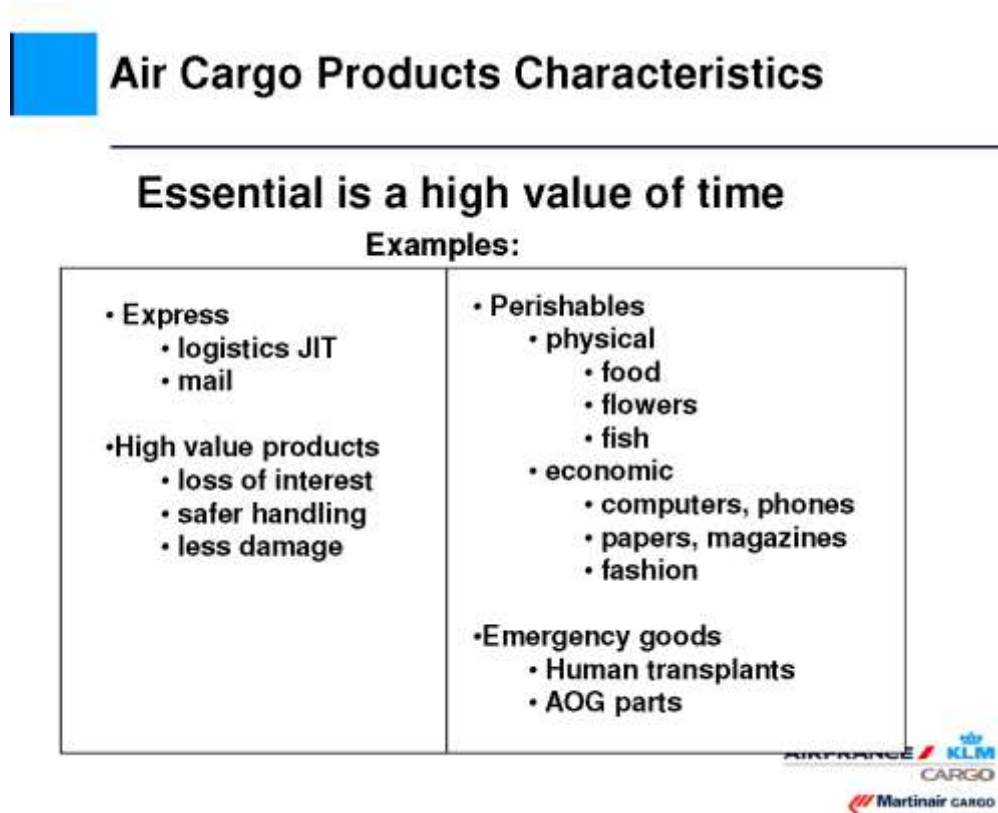 Air Cargo Products Characteristics
Essential is a high value of time
Examples:
• Express
• logistics JIT
• mail
•High value products
• loss of interest
• safer handling
• less damage
• Perishables
• physical
• food
• flowers
• fish
• economic
• computers, phones
• papers, magazines
• fashion
•Emergency goods
• Human transplants
• AOG parts
AIRFRANCE KLM
CARGO
Martinair CARGO